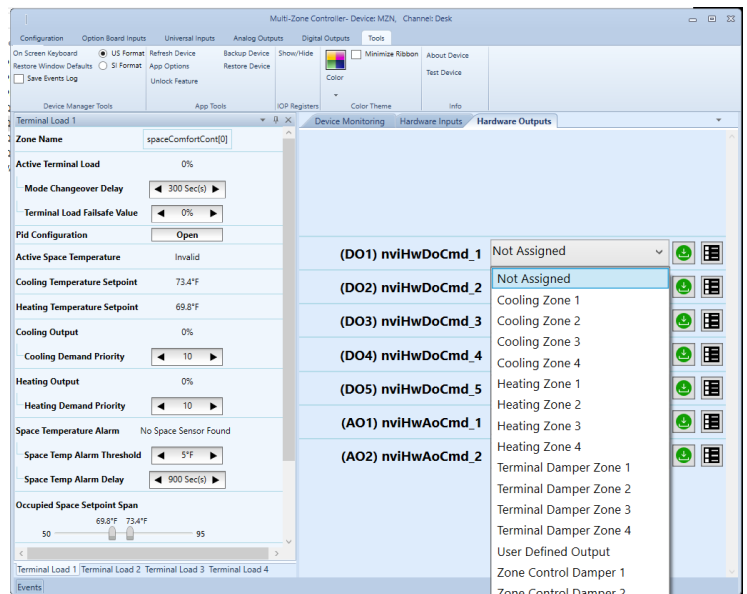 Multi-Zone Controller- Device: MZN, Channel: Desk
Configuration Option Board Inputs Universal Inputs Analog Outputs Digital Outputs Tools
On Screen Keyboard US Format Refresh Device Backup Device Show/Hide Minimize Ribbon About Device
Restore Window Defaults SI Format App Options Restore Device Test Device
Save Events Log Unlock Feature Color
Device Manager Tools App Tools IOP Registers Color Theme Info
Terminal Load 1 Device Monitoring Hardware Inputs Hardware Outputs
Zone Name spaceComfortCont[0]
Active Terminal Load 0%
Mode Changeover Delay 300 Sec(s)
Terminal Load Failsafe Value 0%
Pid Configuration Open
Active Space Temperature Invalid
Cooling Temperature Setpoint 73.4°F
Heating Temperature Setpoint 69.8°F
Cooling Output 0%
Cooling Demand Priority 10
Heating Output 0%
Heating Demand Priority 10
Space Temperature Alarm No Space Sensor Found
Space Temp Alarm Threshold 5°F
Space Temp Alarm Delay 900 Sec(s)
Occupied Space Setpoint Span
69.8°F 73.4°F
50 95
Terminal Load 1 Terminal Load 2 Terminal Load 3 Terminal Load 4
Events
(DO1) nviHwDoCmd_1 Not Assigned
(DO2) nviHwDoCmd_2
(DO3) nviHwDoCmd_3
(DO4) nviHwDoCmd_4
(DO5) nviHwDoCmd_5
(AO1) nviHwAoCmd_1
(AO2) nviHwAoCmd_2
Not Assigned
Cooling Zone 1
Cooling Zone 2
Cooling Zone 3
Cooling Zone 4
Heating Zone 1
Heating Zone 2
Heating Zone 3
Heating Zone 4
Terminal Damper Zone 1
Terminal Damper Zone 2
Terminal Damper Zone 3
Terminal Damper Zone 4
User Defined Output
Zone Control Damper 1
Zone Control Damper 2